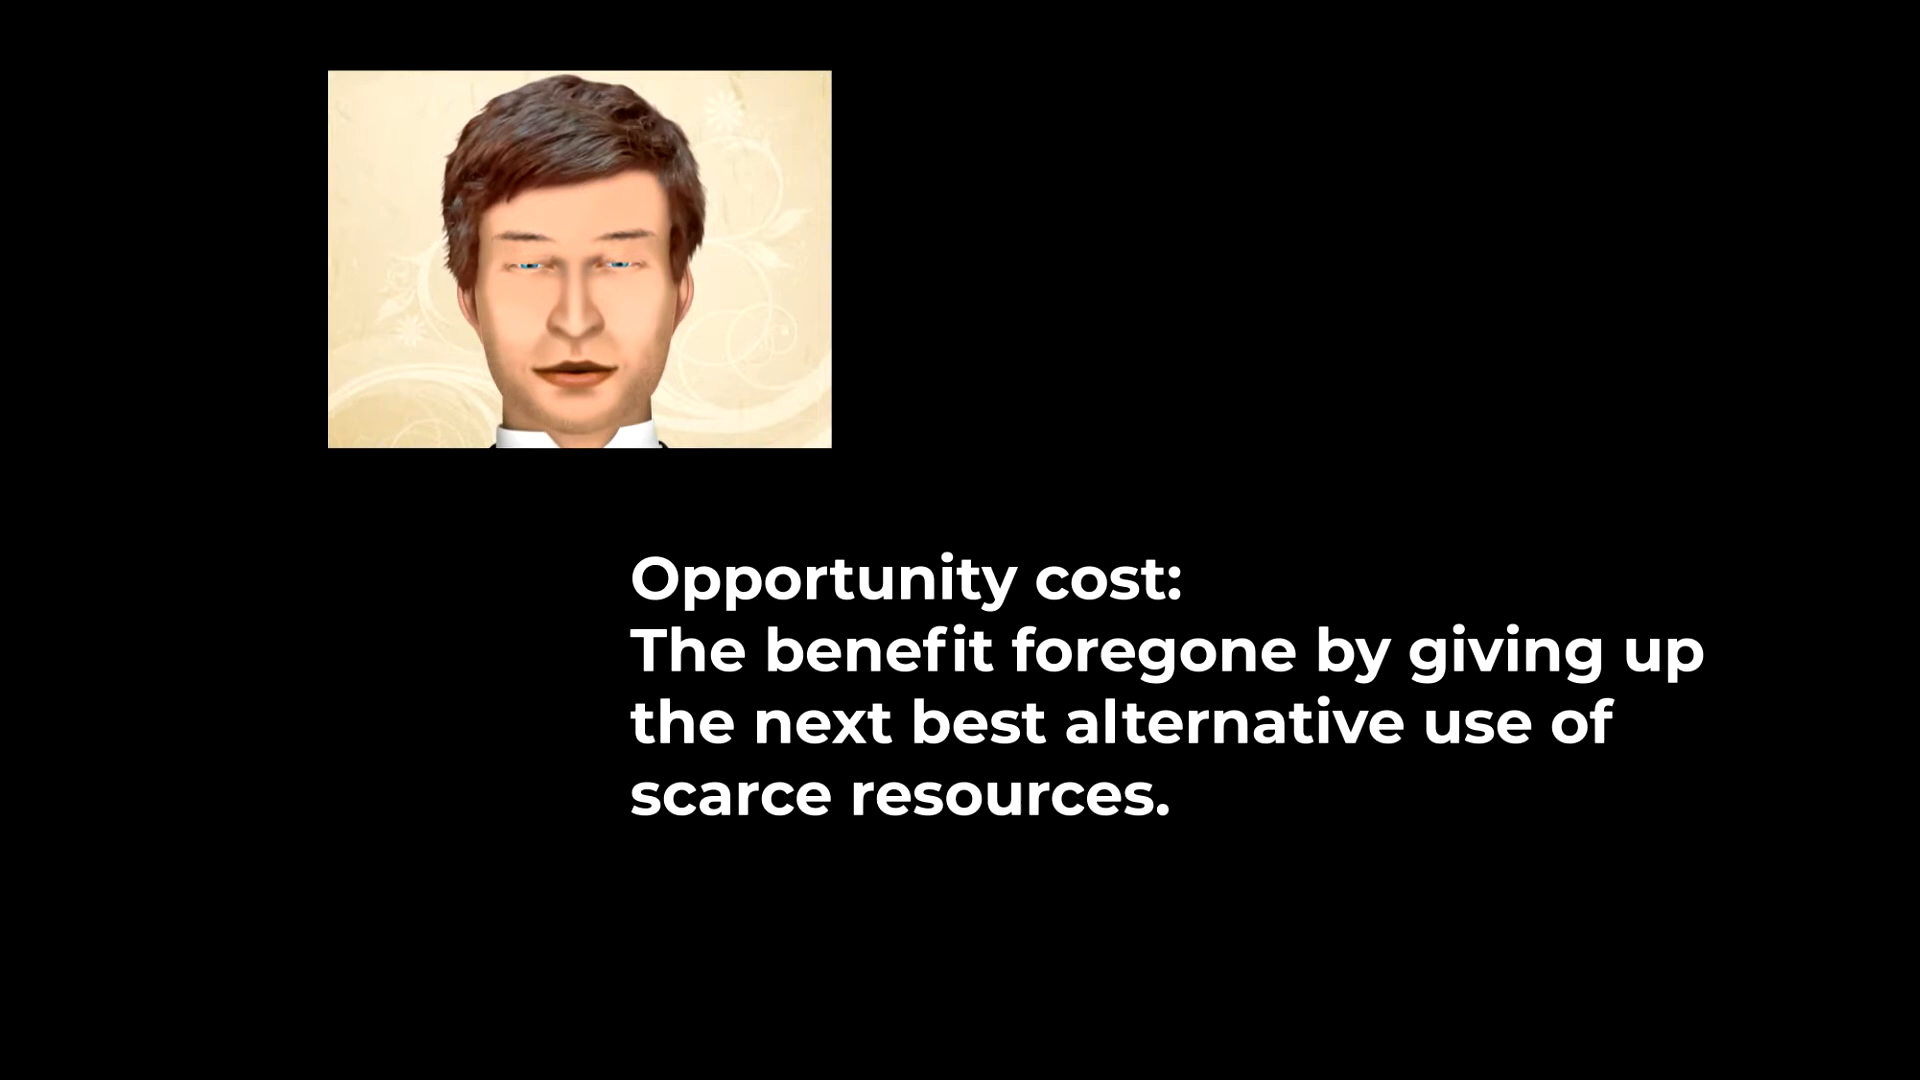 Opportunity cost:
The benefit foregone by giving up
the next best alternative use of
scarce resources.